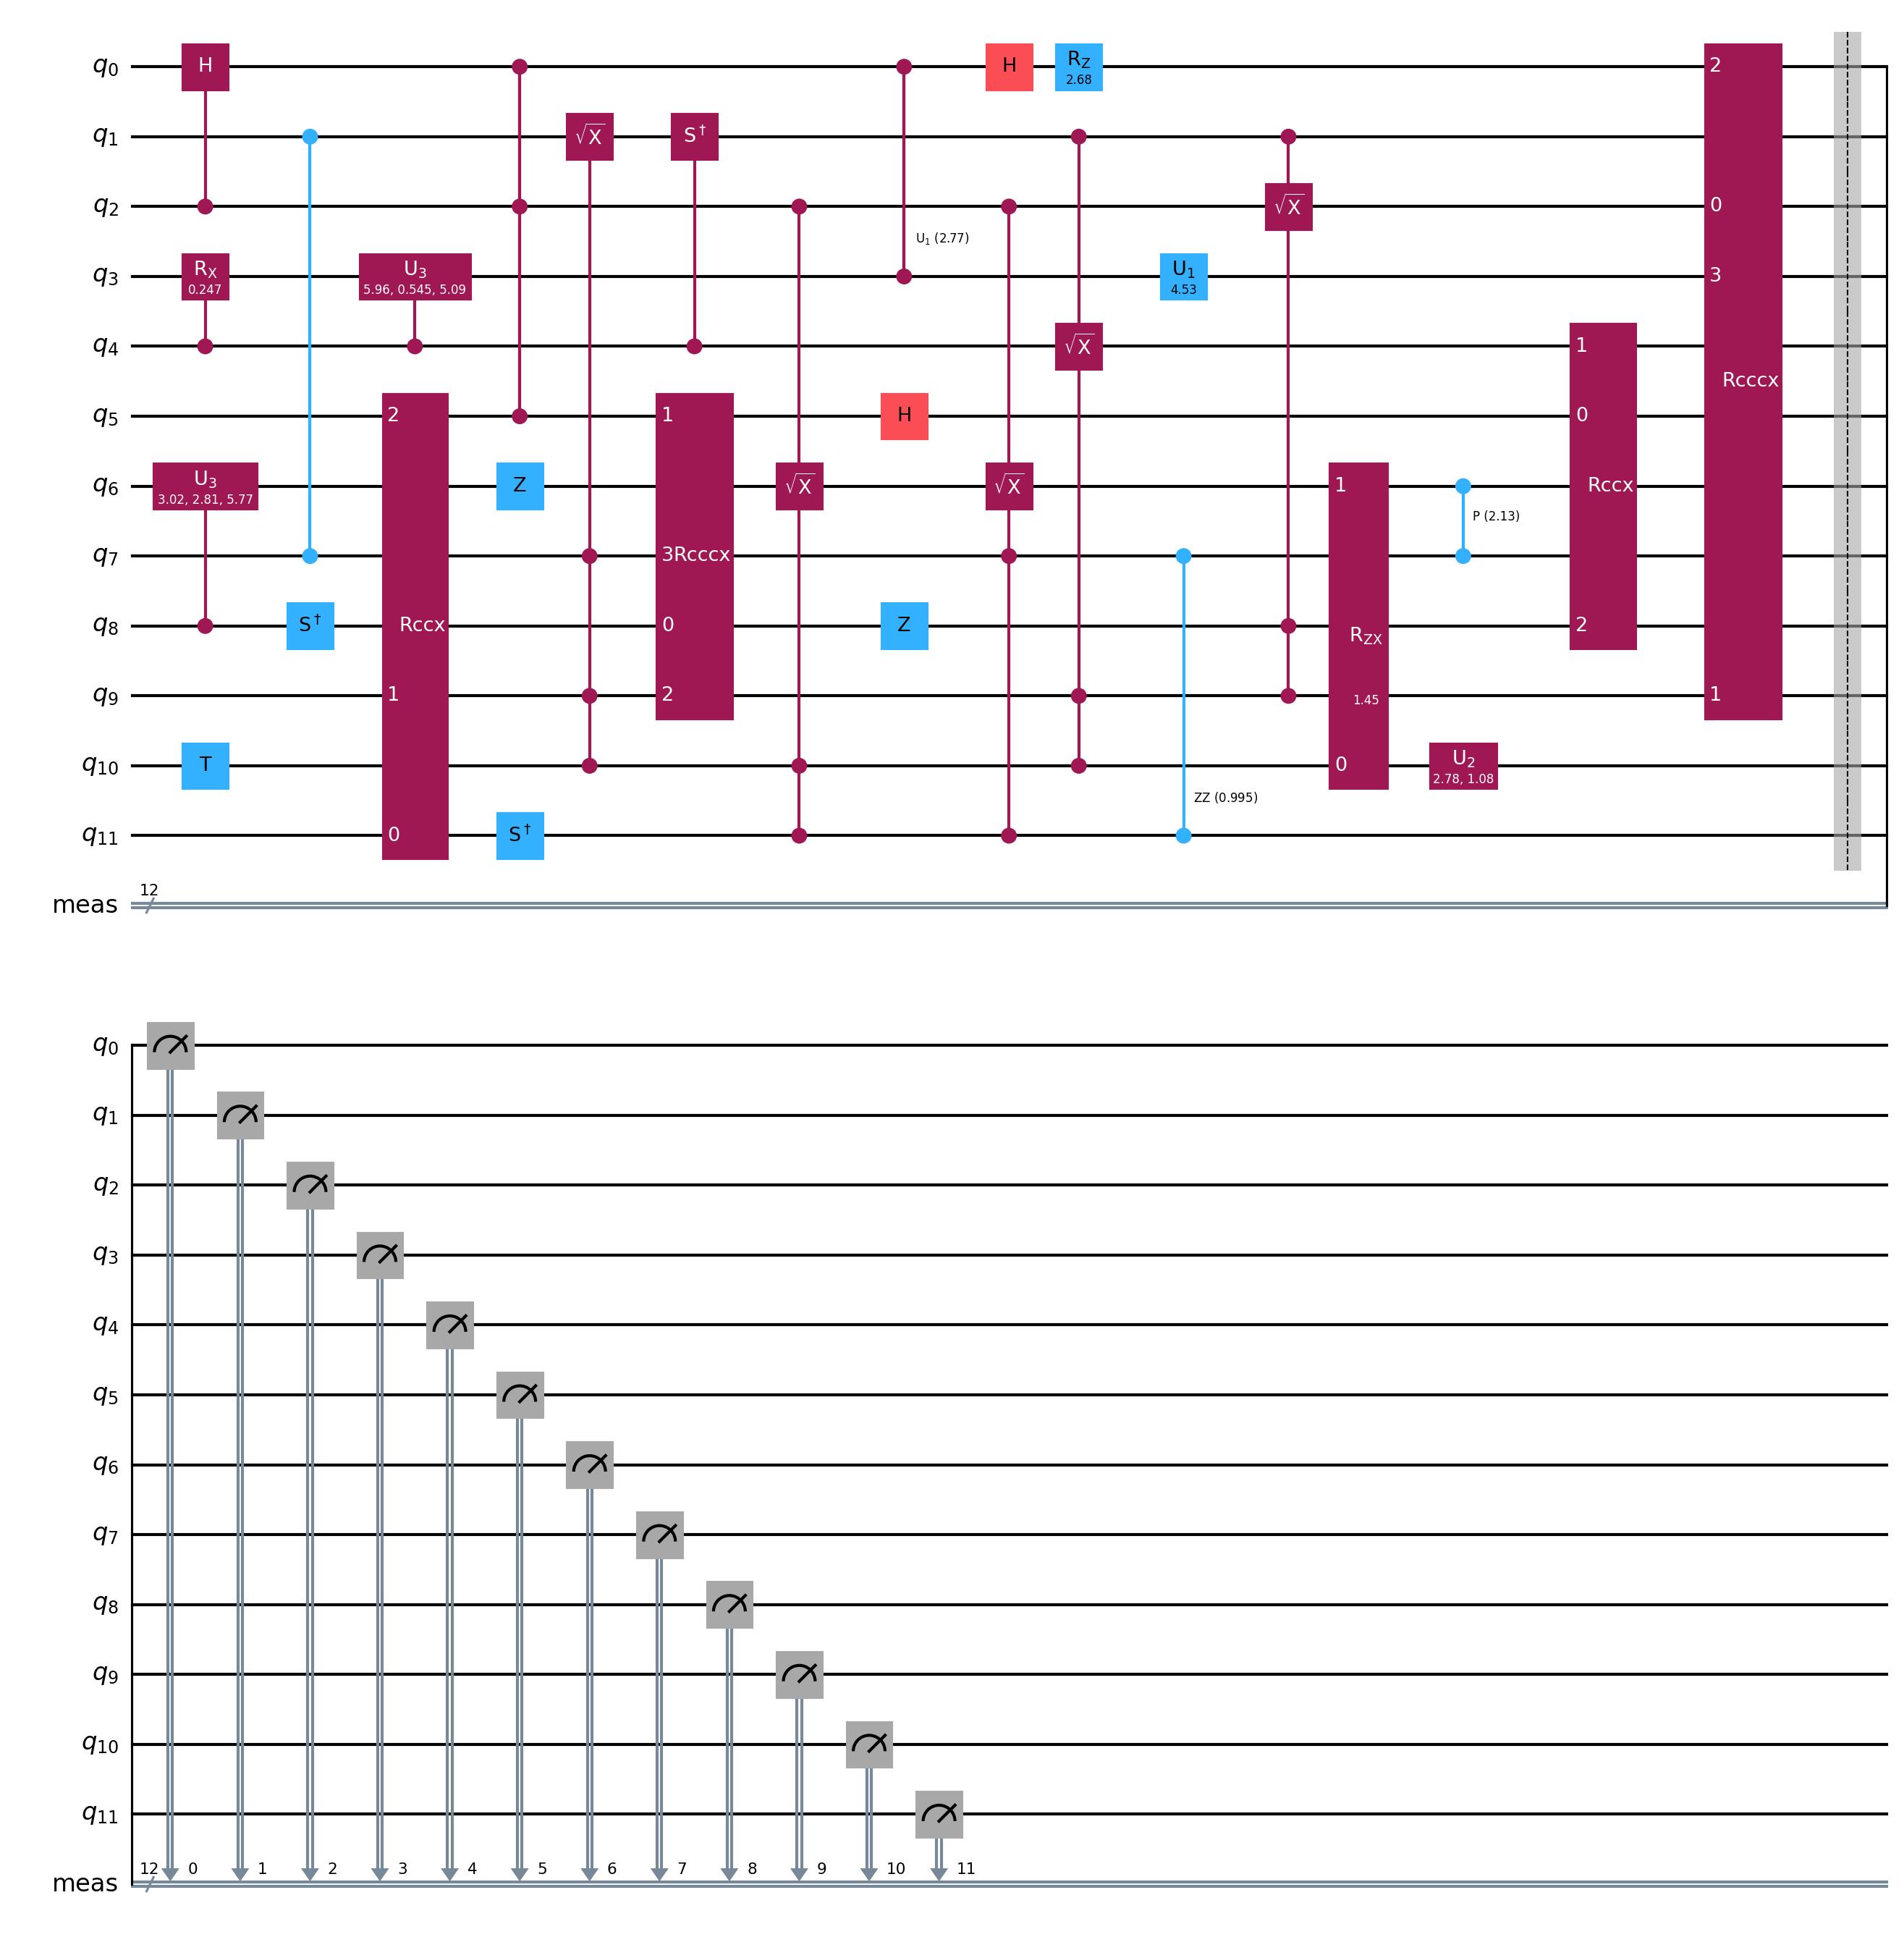 q0 H H RZ 2.68 2
q1 √X S†
q2 √X 0
U1 (2.77)
q3 RX 0.247 U3 5.96, 0.545, 5.09 U1 4.53 3
q4 √X 1
Rcccx
q5 2 1 H 0
q6 U3 3.02, 2.81, 5.77 Z √X √X 1 Rccx
P (2.13)
q7 3 Rcccx
q8 S† Rccx 0 Z RZX 2
q9 1 2 1.45 1
q10 T 0 U2 2.78, 1.08
ZZ (0.995)
q11 0 S†
12
meas
q0
q1
q2
q3
q4
q5
q6
q7
q8
q9
q10
q11
12 0 1 2 3 4 5 6 7 8 9 10 11
meas